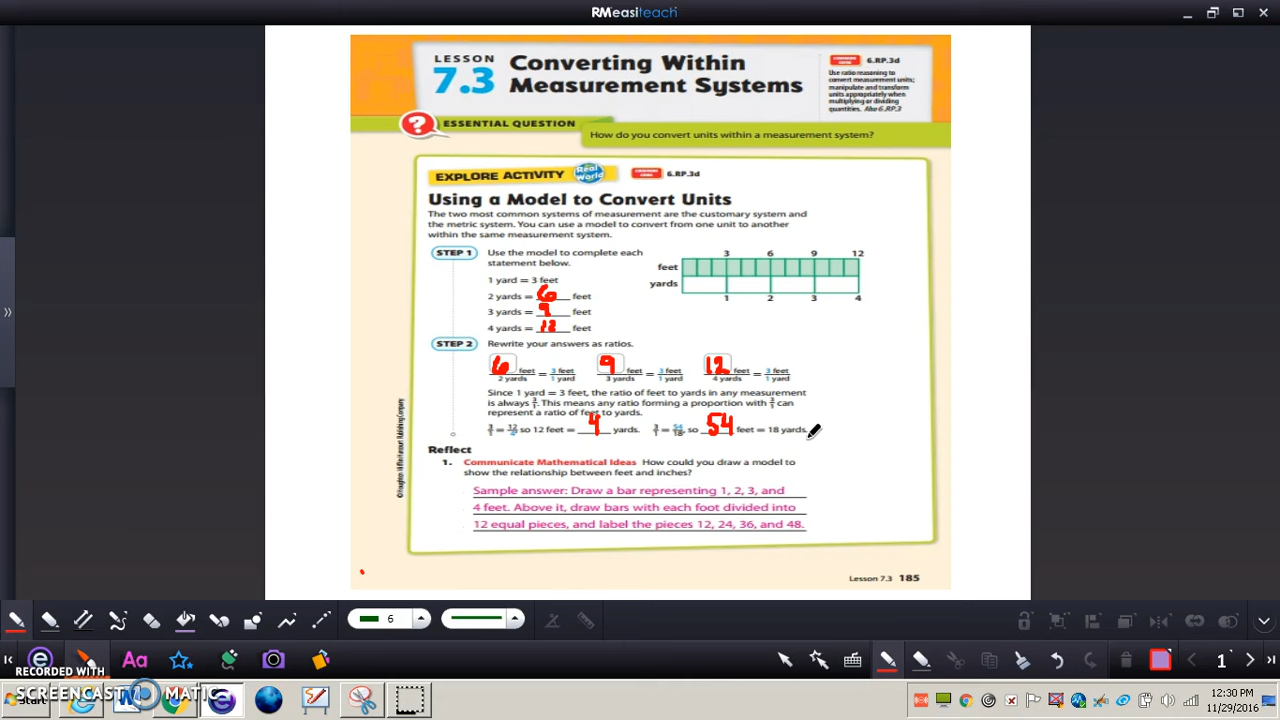 RMeasiteach
LESSON
7.3
Converting Within
Measurement Systems
6.RP.3d
Use ratio reasoning to
convert measurement units;
manipulate and transform
units appropriately when
multiplying or dividing
quantities. Also 6.RP.3
? ESSENTIAL QUESTION
How do you convert units within a measurement system?
EXPLORE ACTIVITY Real World 6.RP.3d
Using a Model to Convert Units
The two most common systems of measurement are the customary system and
the metric system. You can use a model to convert from one unit to another
within the same measurement system.
STEP 1 Use the model to complete each
statement below.
1 yard = 3 feet
2 yards = 6 feet
3 yards = 9 feet
4 yards = 12 feet
3 6 9 12
feet
yards
1 2 3 4
STEP 2 Rewrite your answers as ratios.
6 feet/2 yards = 3 feet/1 yard 9 feet/3 yards = 3 feet/1 yard 12 feet/4 yards = 3 feet/1 yard
Since 1 yard = 3 feet, the ratio of feet to yards in any measurement
is always 3/1. This means any ratio forming a proportion with 3/1 can
represent a ratio of feet to yards.
3/1 = 12/4 so 12 feet = 4 yards. 3/1 = 54/18, so 54 feet = 18 yards.
Reflect
1. Communicate Mathematical Ideas How could you draw a model to
show the relationship between feet and inches?
Sample answer: Draw a bar representing 1, 2, 3, and
4 feet. Above it, draw bars with each foot divided into
12 equal pieces, and label the pieces 12, 24, 36, and 48.
© Houghton Mifflin Harcourt Publishing Company
Lesson 7.3 185
6
Aa
1
RECORDED WITH
SCREENCAST MATIC
Start
12:30 PM
11/29/2016